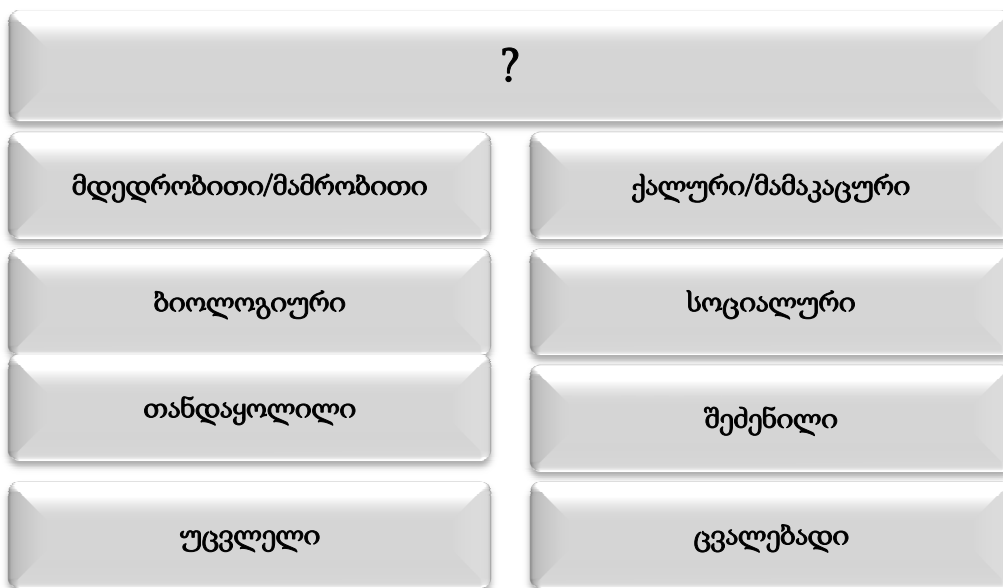 ?
მდედრობითი/მამრობითი
ქალური/მამაკაცური
ბიოლოგიური
სოციალური
თანდაყოლილი
შეძენილი
უცვლელი
ცვალებადი